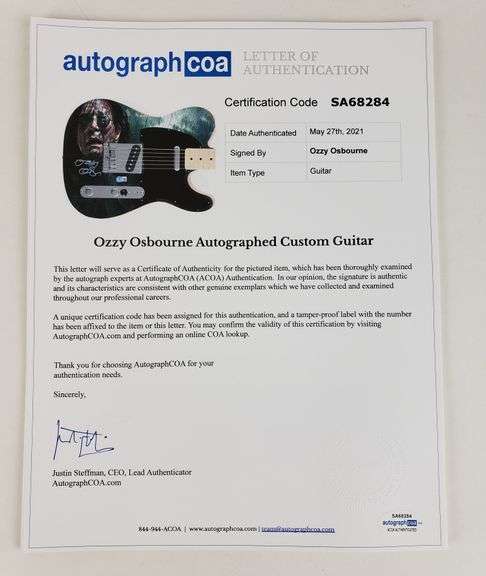 autographcoa LETTER OF
AUTHENTICATION
Certification Code SA68284
Date Authenticated May 27th, 2021
Signed By Ozzy Osbourne
Item Type Guitar
Ozzy Osbourne Autographed Custom Guitar
This letter will serve as a Certificate of Authenticity for the pictured item, which has been thoroughly examined
by the autograph experts at AutographCOA (ACOA) Authentication. In our opinion, the signature is authentic
and its characteristics are consistent with other genuine exemplars which we have collected and examined
throughout our professional careers.
A unique certification code has been assigned for this authentication, and a tamper-proof label with the number
has been affixed to the item or this letter. You may confirm the validity of this certification by visiting
AutographCOA.com and performing an online COA lookup.
Thank you for choosing AutographCOA for your
authentication needs.
Sincerely,
Justin Steffman, CEO, Lead Authenticator
AutographCOA.com
844-944-ACOA | www.autographcoa.com | team@autographcoa.com
SA68284
autographcoa
ACOA AUTHENTICATED